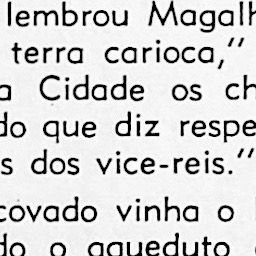 lembrou Magalh
terra carioca,"
a Cidade os ch
do que diz respe
s dos vice-reis."
covado vinha o
do o aqueduto